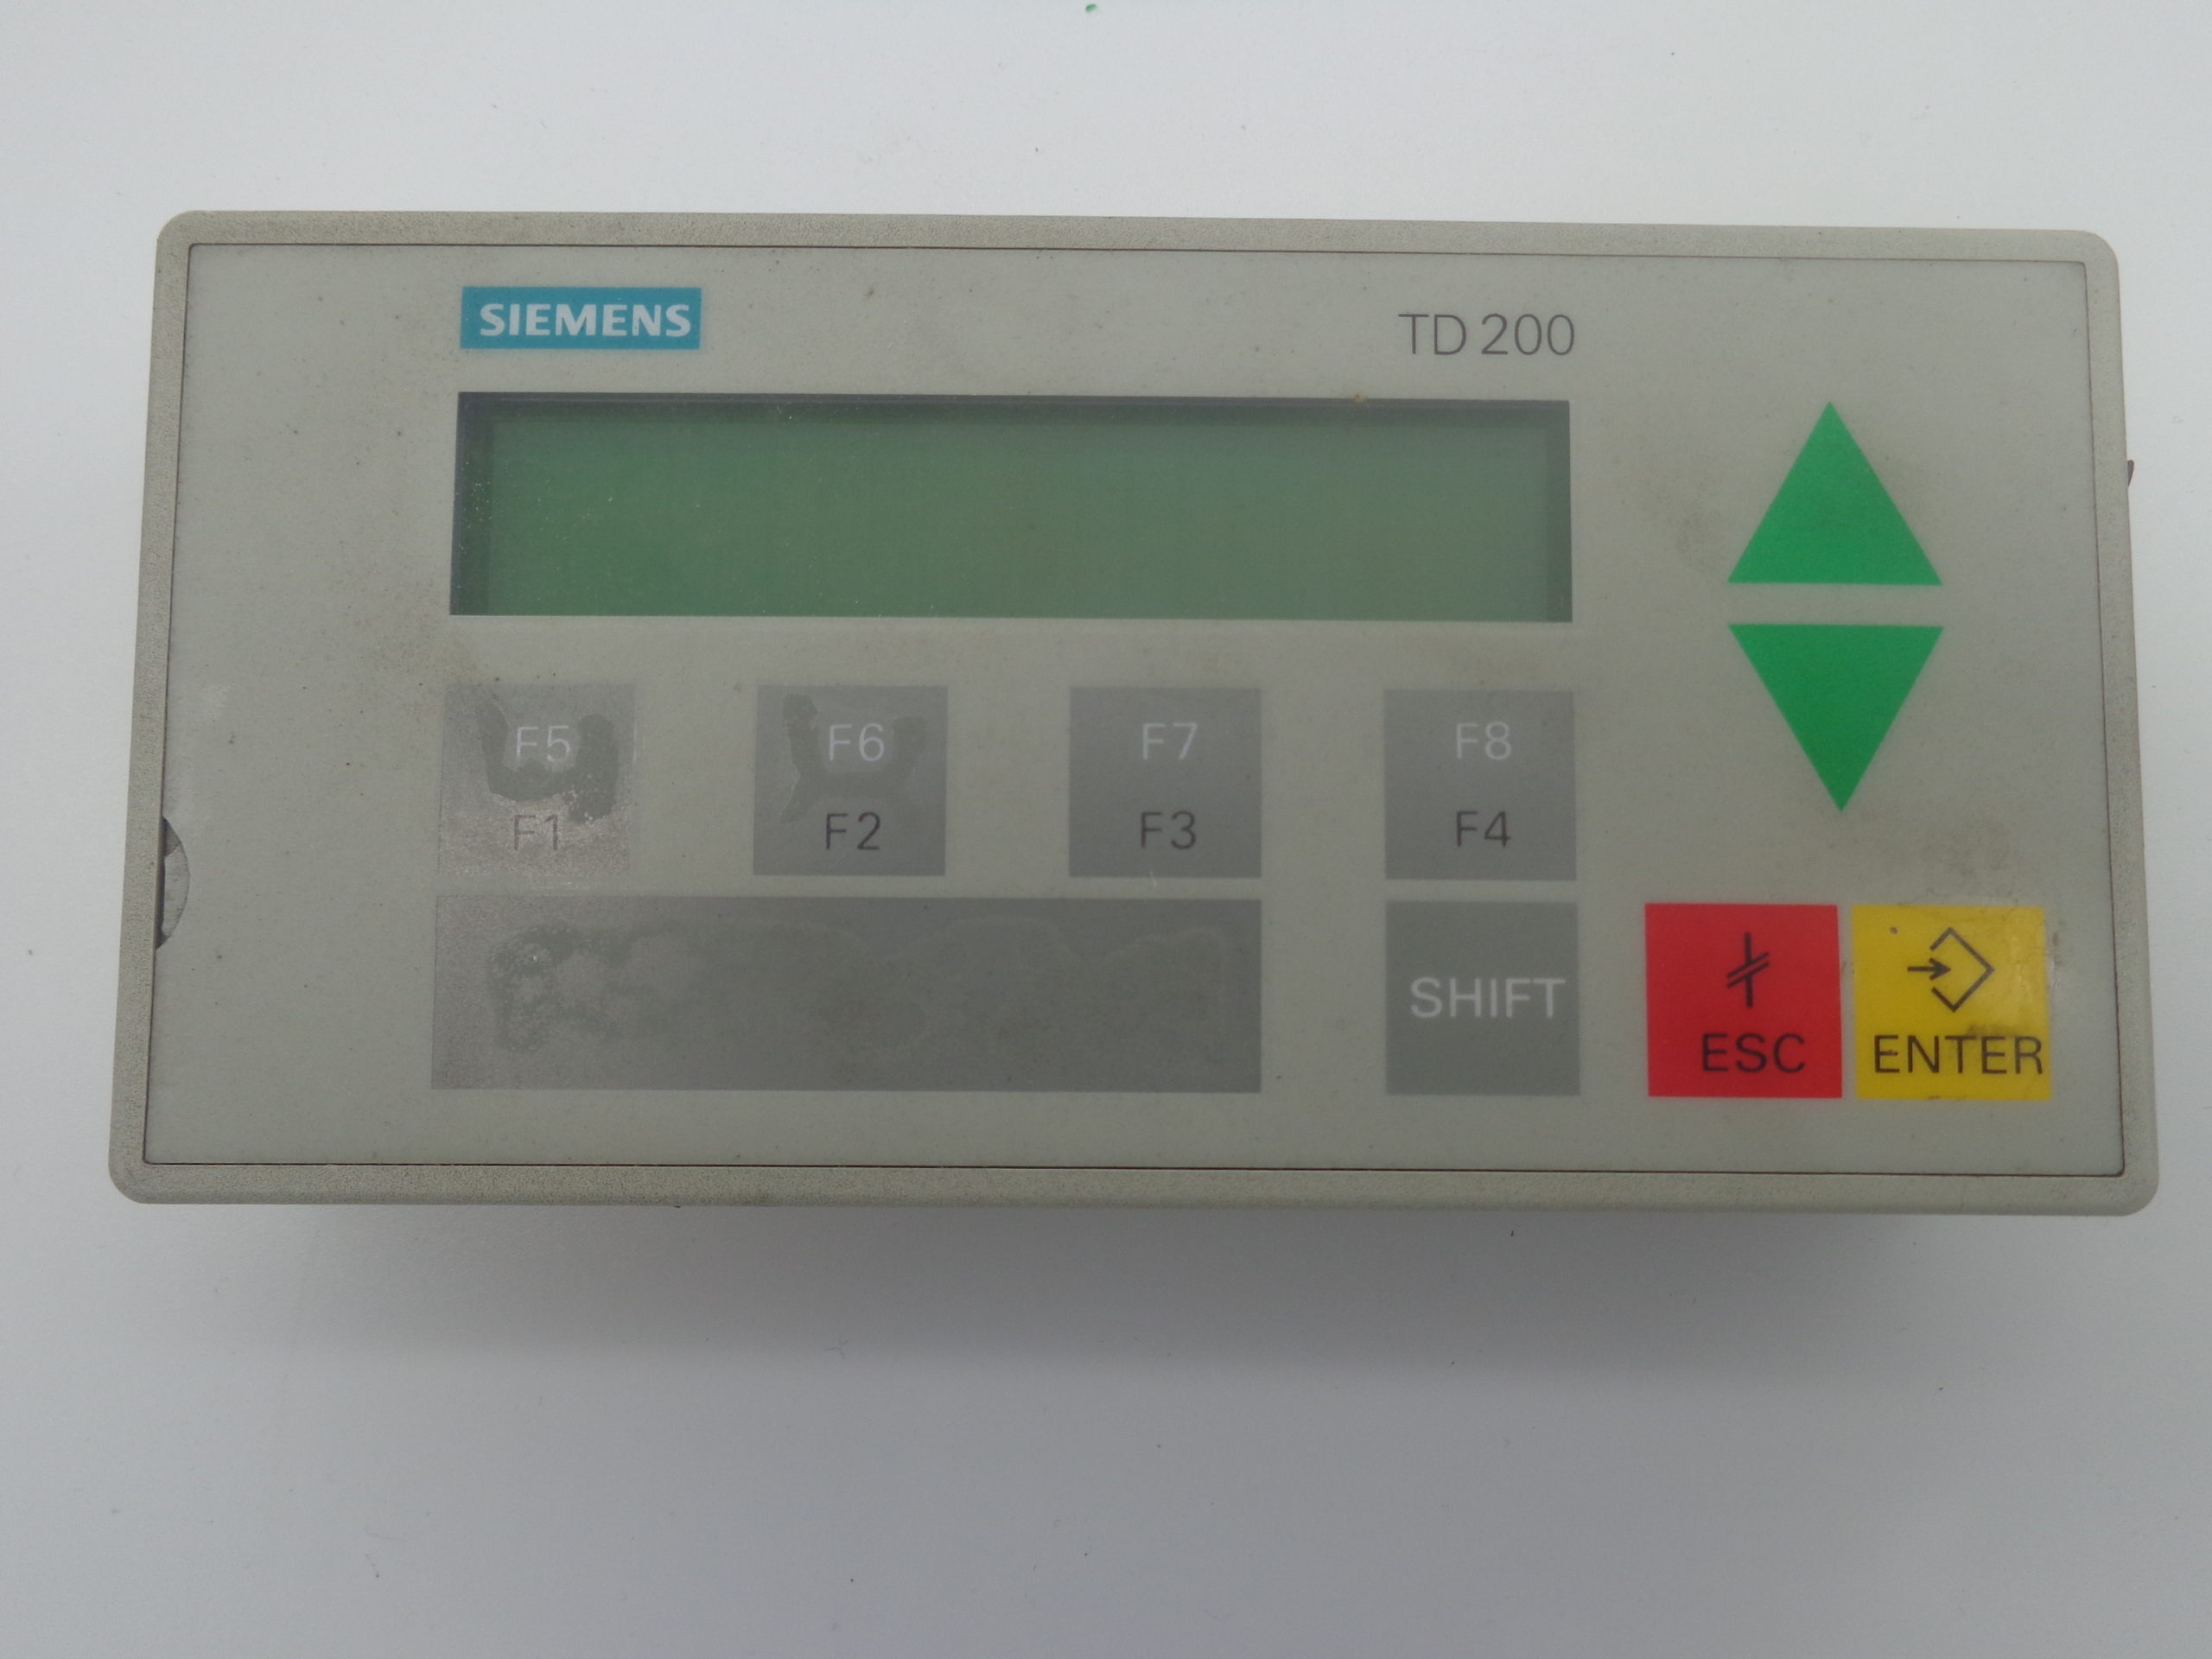 SIEMENS
TD 200
F5 F6 F7 F8
F1 F2 F3 F4
SHIFT
ESC
ENTER